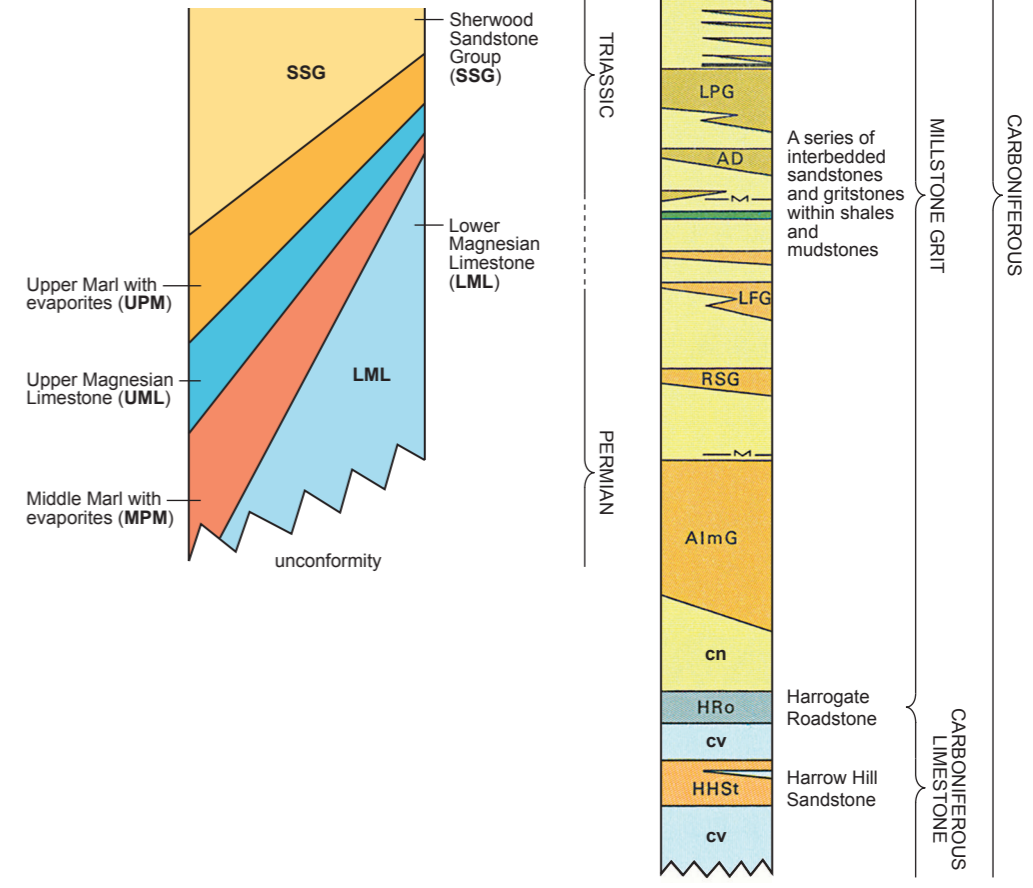 SSG
Sherwood
Sandstone
Group
(SSG)
Upper Marl with
evaporites (UPM)
Upper Magnesian
Limestone (UML)
Middle Marl with
evaporites (MPM)
Lower
Magnesian
Limestone
(LML)
LML
unconformity
TRIASSIC
PERMIAN
LPG
AD
M
LFG
RSG
M
AlmG
cn
HRo
cv
HHSt
cv
A series of
interbedded
sandstones
and gritstones
within shales
and
mudstones
Harrogate
Roadstone
Harrow Hill
Sandstone
MILLSTONE GRIT
CARBONIFEROUS
LIMESTONE
CARBONIFEROUS